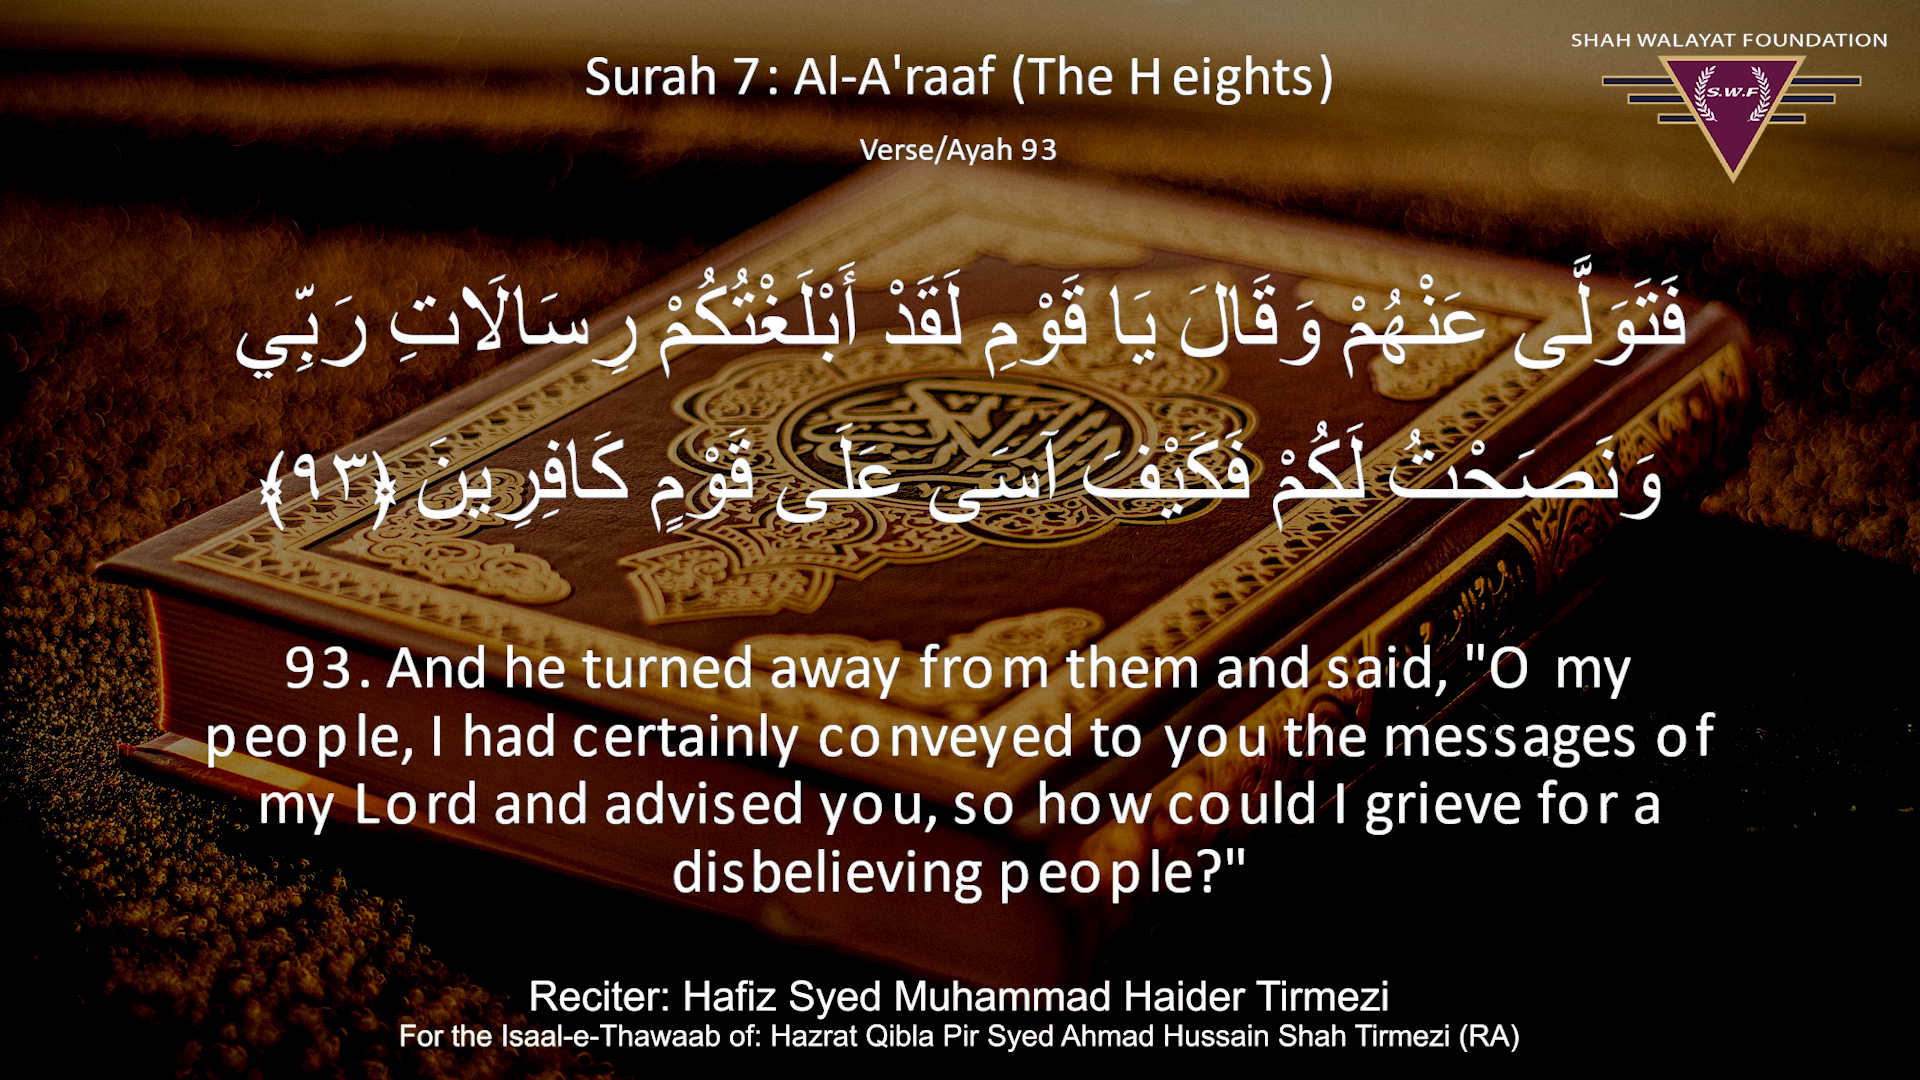 SHAH WALAYAT FOUNDATION
S.W.F
Surah 7: Al-A'raaf (The Heights)
Verse/Ayah 93
فَتَوَلَّى عَنْهُمْ وَقَالَ يَا قَوْمِ لَقَدْ أَبْلَغْتُكُمْ رِسَالَاتِ رَبِّي
وَنَصَحْتُ لَكُمْ فَكَيْفَ آسَى عَلَى قَوْمٍ كَافِرِينَ ﴿٩٣﴾
93. And he turned away from them and said, "O my
people, I had certainly conveyed to you the messages of
my Lord and advised you, so how could I grieve for a
disbelieving people?"
Reciter: Hafiz Syed Muhammad Haider Tirmezi
For the Isaal-e-Thawaab of: Hazrat Qibla Pir Syed Ahmad Hussain Shah Tirmezi (RA)